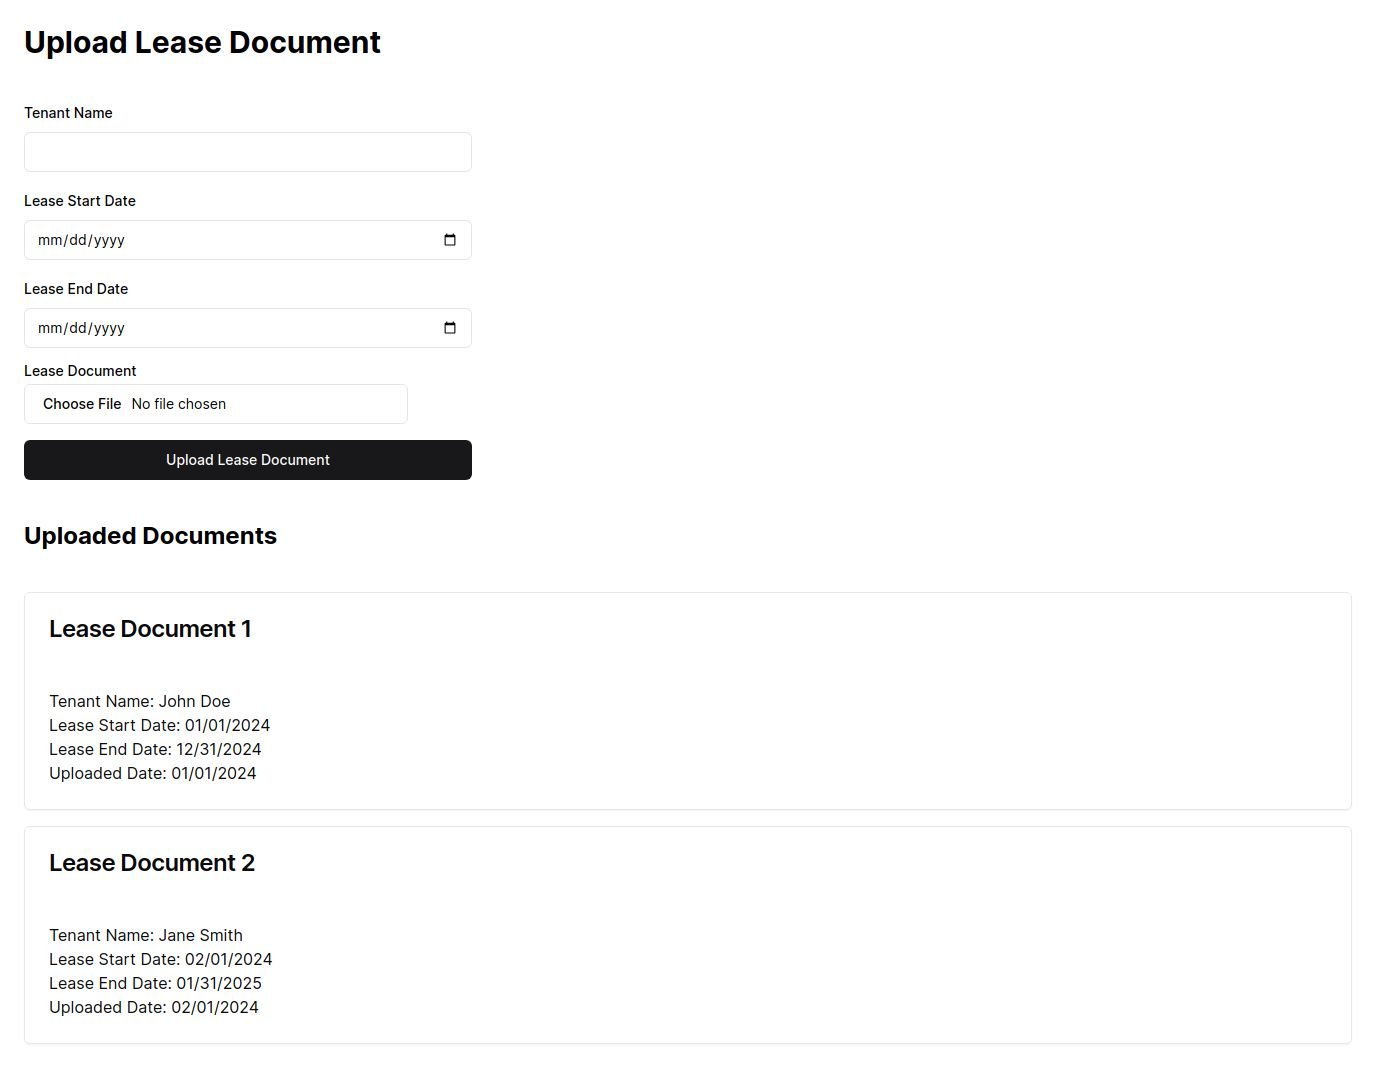 Upload Lease Document
Tenant Name
Lease Start Date
mm/dd/yyyy
Lease End Date
mm/dd/yyyy
Lease Document
Choose File No file chosen
Upload Lease Document
Uploaded Documents
Lease Document 1
Tenant Name: John Doe
Lease Start Date: 01/01/2024
Lease End Date: 12/31/2024
Uploaded Date: 01/01/2024
Lease Document 2
Tenant Name: Jane Smith
Lease Start Date: 02/01/2024
Lease End Date: 01/31/2025
Uploaded Date: 02/01/2024